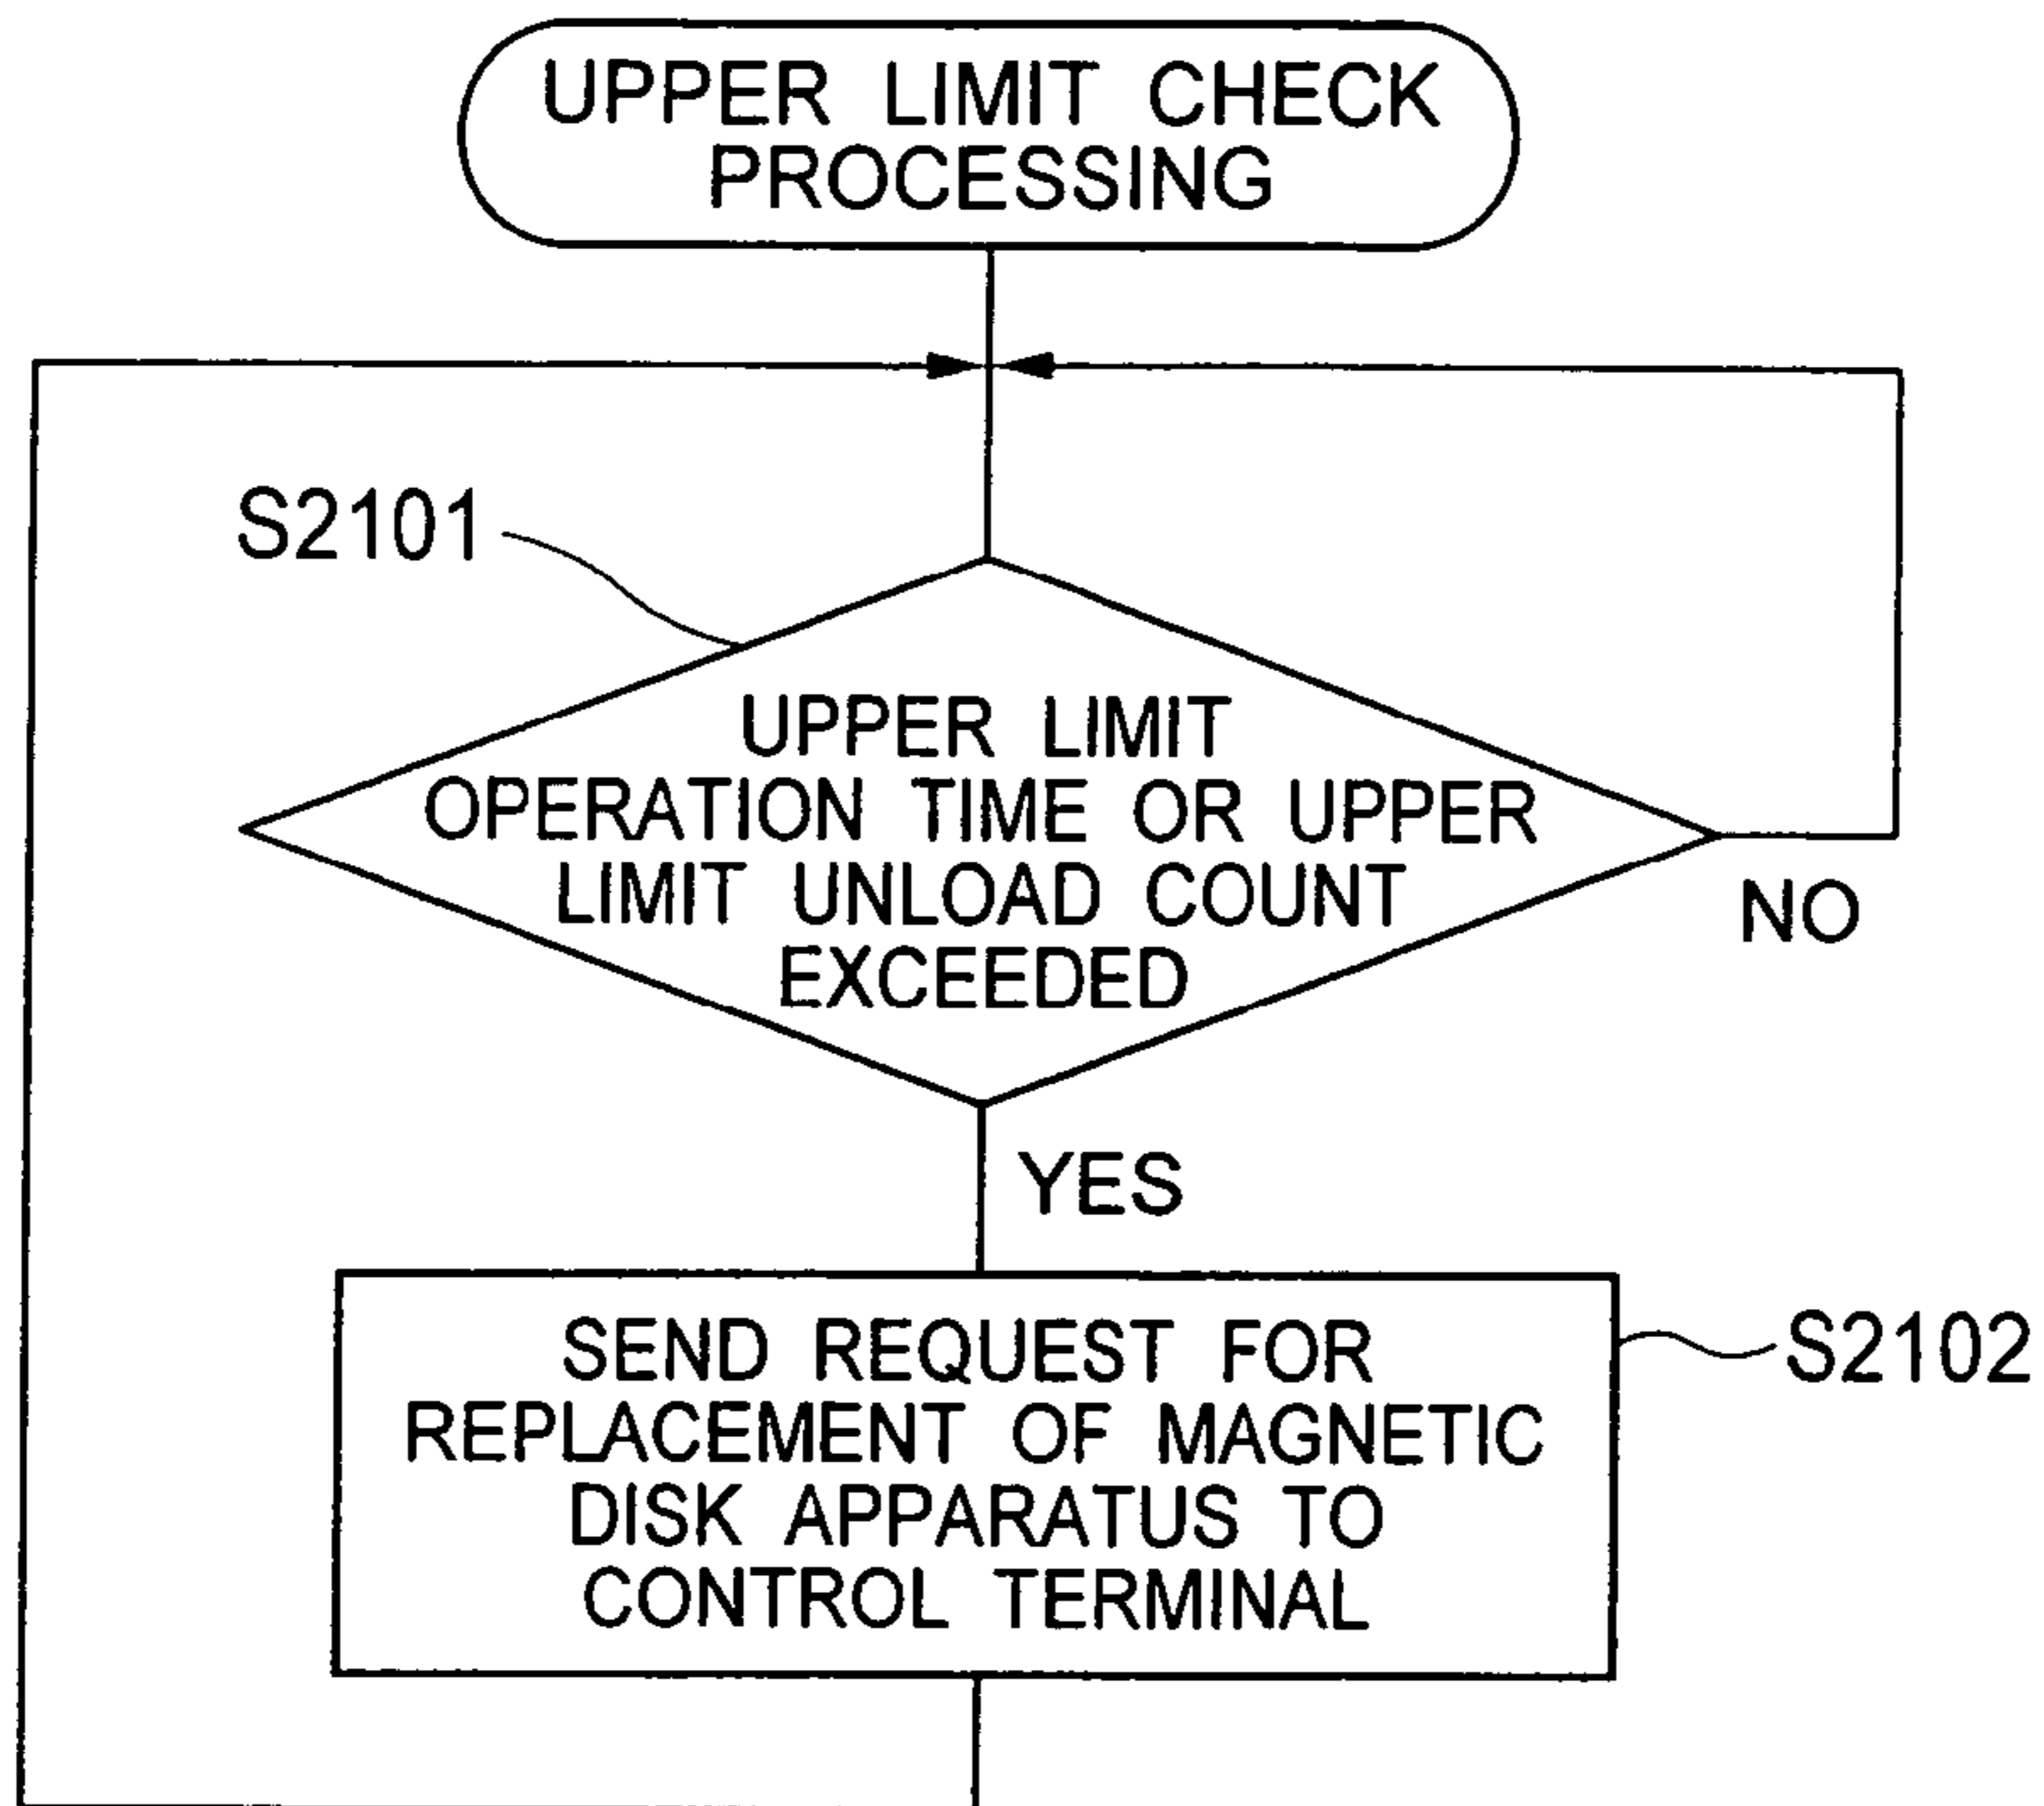 UPPER LIMIT CHECK
PROCESSING
S2101
UPPER LIMIT
OPERATION TIME OR UPPER
LIMIT UNLOAD COUNT
EXCEEDED
NO
YES
SEND REQUEST FOR
REPLACEMENT OF MAGNETIC
DISK APPARATUS TO
CONTROL TERMINAL
S2102